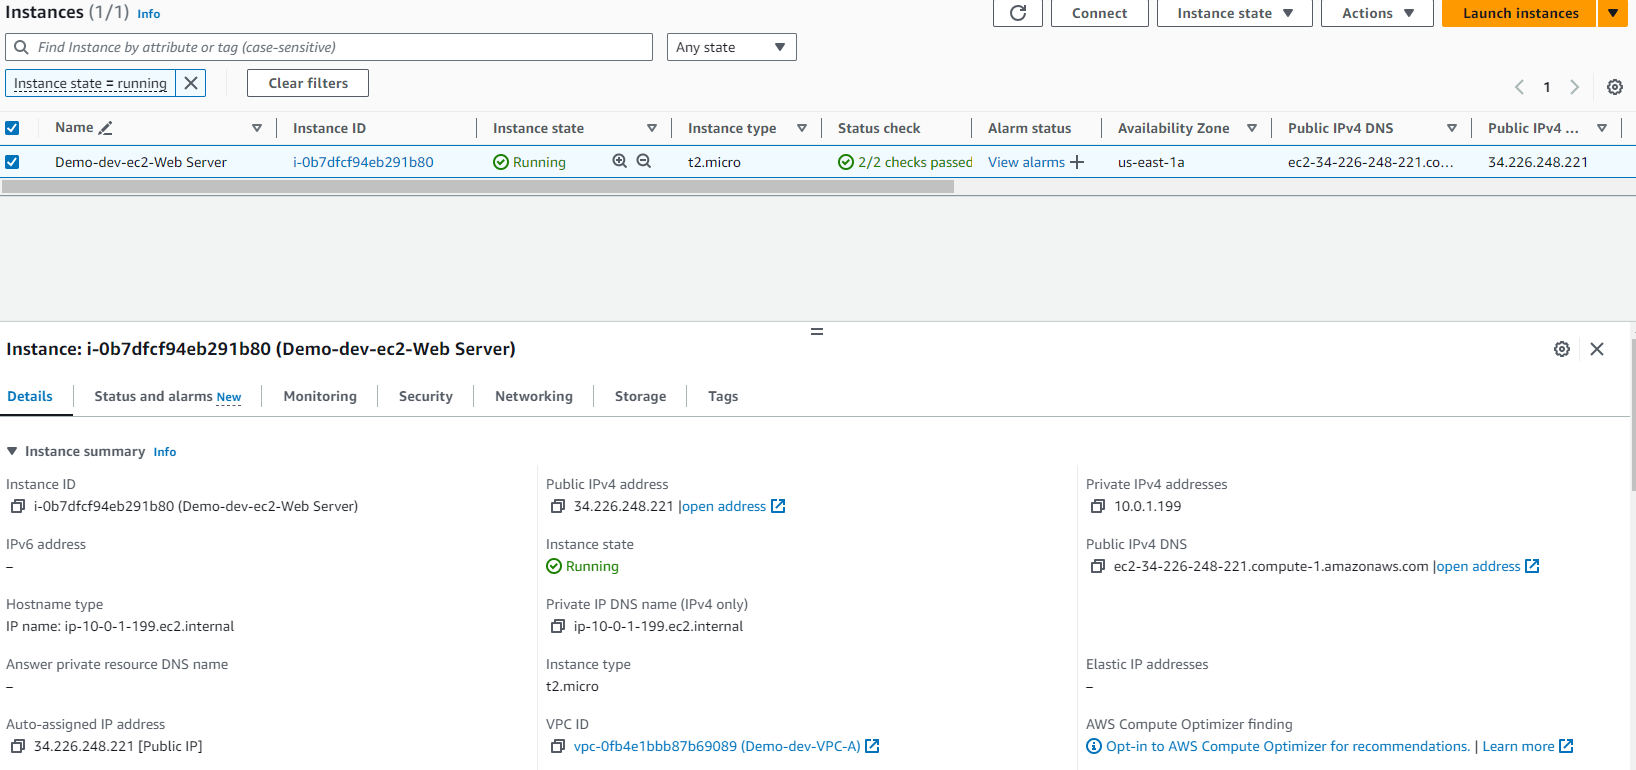 Instances (1/1) Info
Connect Instance state Actions Launch instances
Find Instance by attribute or tag (case-sensitive) Any state
Instance state = running Clear filters
1
Name Instance ID Instance state Instance type Status check Alarm status Availability Zone Public IPv4 DNS Public IPv4 ...
Demo-dev-ec2-Web Server i-0b7dfcf94eb291b80 Running t2.micro 2/2 checks passed View alarms + us-east-1a ec2-34-226-248-221.co... 34.226.248.221
=
Instance: i-0b7dfcf94eb291b80 (Demo-dev-ec2-Web Server)
Details Status and alarms New Monitoring Security Networking Storage Tags
Instance summary Info
Instance ID
i-0b7dfcf94eb291b80 (Demo-dev-ec2-Web Server)
Public IPv4 address
34.226.248.221 |open address
Private IPv4 addresses
10.0.1.199
IPv6 address
–
Instance state
Running
Public IPv4 DNS
ec2-34-226-248-221.compute-1.amazonaws.com |open address
Hostname type
IP name: ip-10-0-1-199.ec2.internal
Private IP DNS name (IPv4 only)
ip-10-0-1-199.ec2.internal
Answer private resource DNS name
–
Instance type
t2.micro
Elastic IP addresses
–
Auto-assigned IP address
34.226.248.221 [Public IP]
VPC ID
vpc-0fb4e1bbb87b69089 (Demo-dev-VPC-A)
AWS Compute Optimizer finding
Opt-in to AWS Compute Optimizer for recommendations. | Learn more